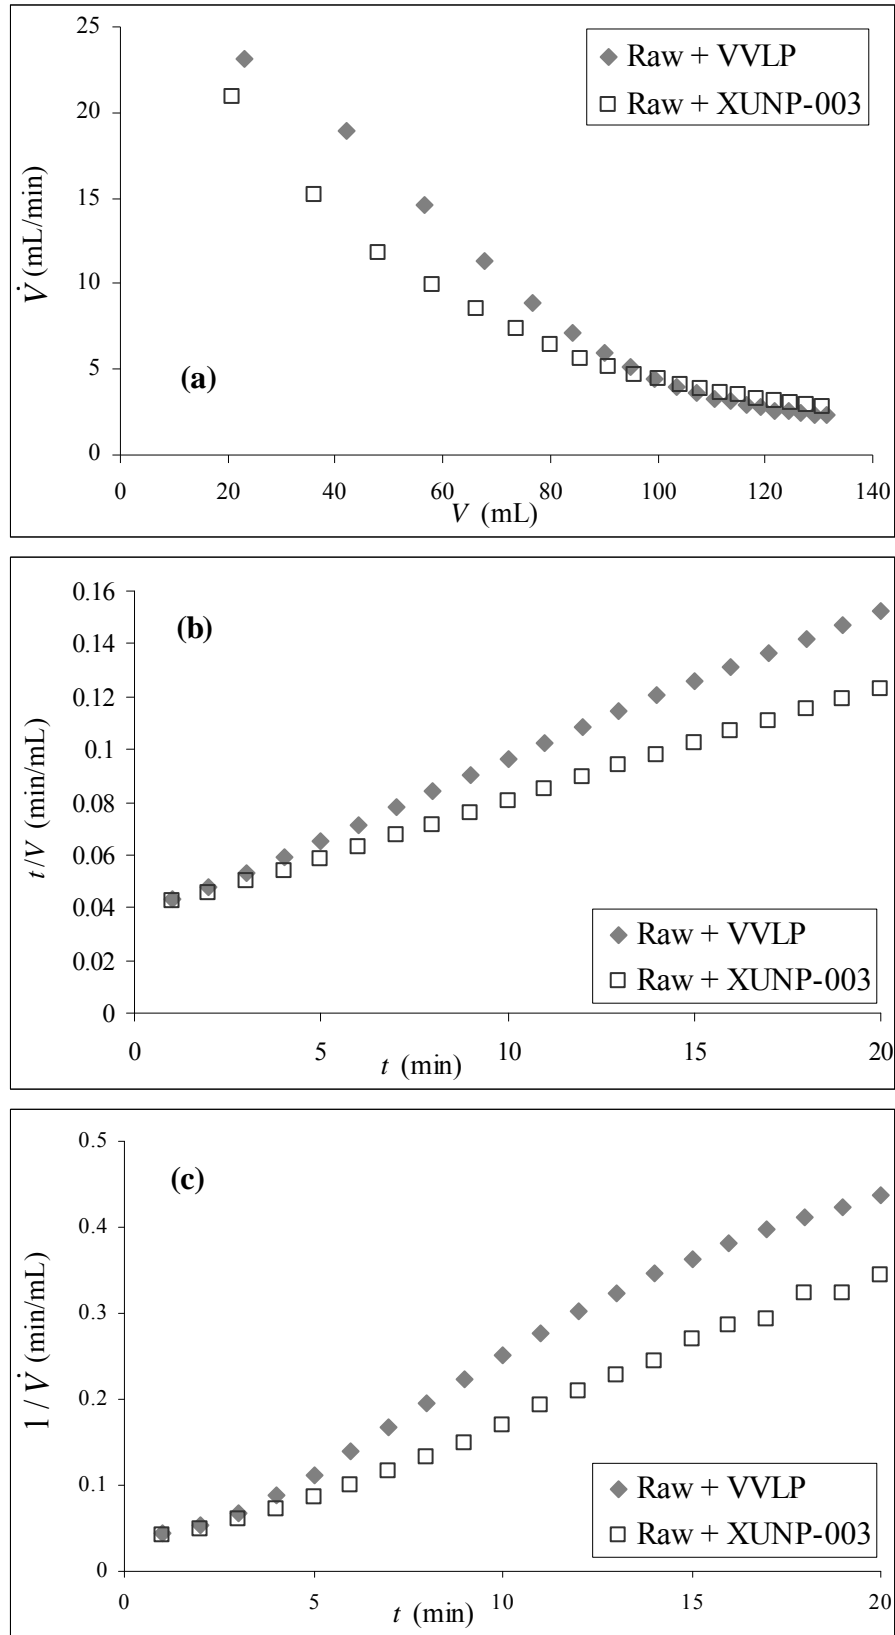 25
20
15
10
5
0
V̇ (mL/min)
Raw + VVLP
Raw + XUNP-003
(a)
0 20 40 60 80 100 120 140
V (mL)
0.16
0.14
0.12
0.1
0.08
0.06
0.04
0.02
0
t/V (min/mL)
(b)
Raw + VVLP
Raw + XUNP-003
0 5 10 15 20
t (min)
0.5
0.4
0.3
0.2
0.1
0
1/V̇ (min/mL)
(c)
Raw + VVLP
Raw + XUNP-003
0 5 10 15 20
t (min)